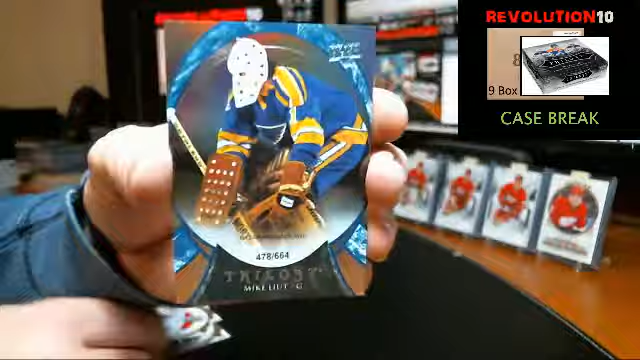 REVOLUTION10
9 Box
CASE BREAK
478/664
TRILOGY
MIKE LIUT • G